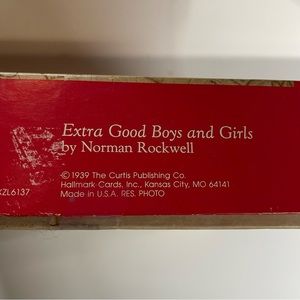 Extra Good Boys and Girls
by Norman Rockwell
© 1939 The Curtis Publishing Co.
Hallmark Cards, Inc., Kansas City, MO 64141
Made in U.S.A. RES. PHOTO
XZL6137